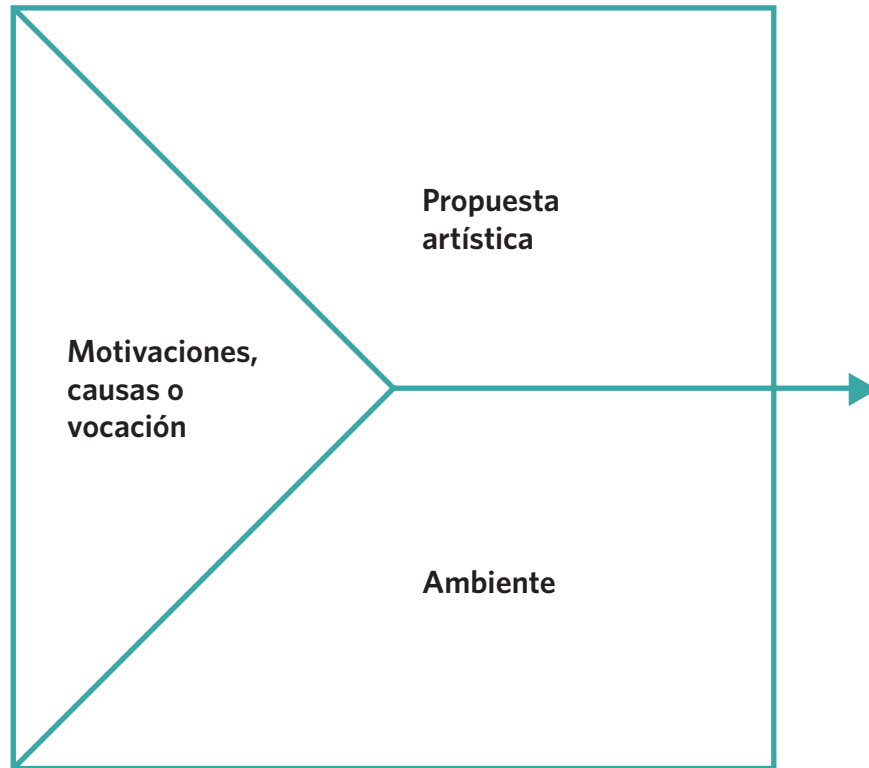 Propuesta
artística
Motivaciones,
causas o
vocación
Ambiente